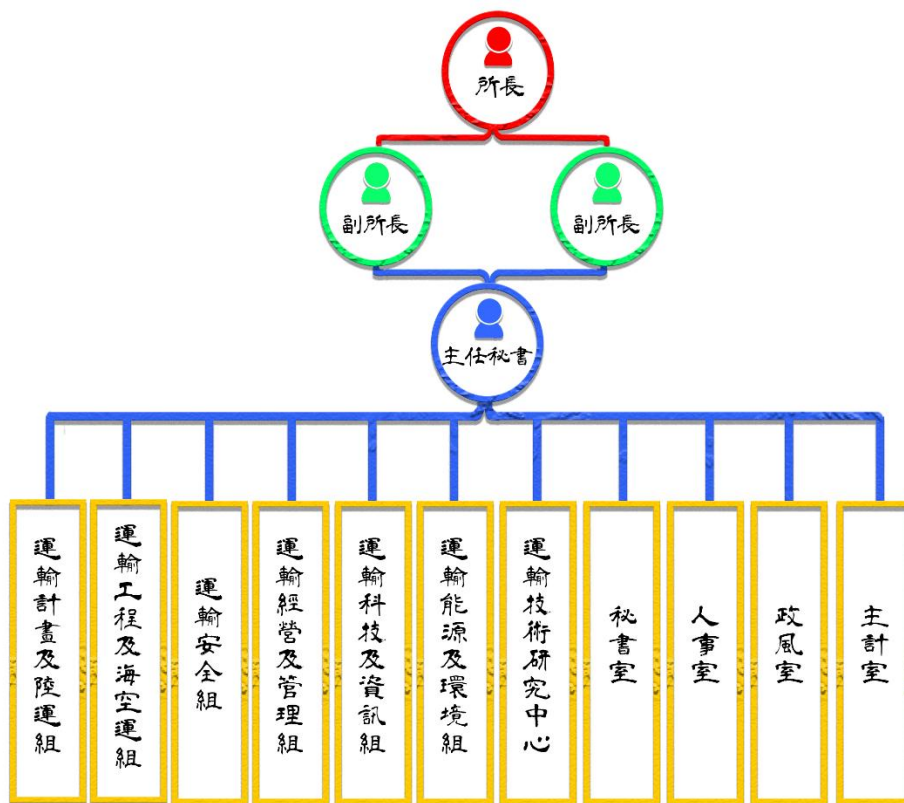 所長
副所長
副所長
主任秘書
運輸計畫及陸運組
運輸工程及海空運組
運輸安全組
運輸經營及管理組
運輸科技及資訊組
運輸能源及環境組
運輸技術研究中心
秘書室
人事室
政風室
主計室